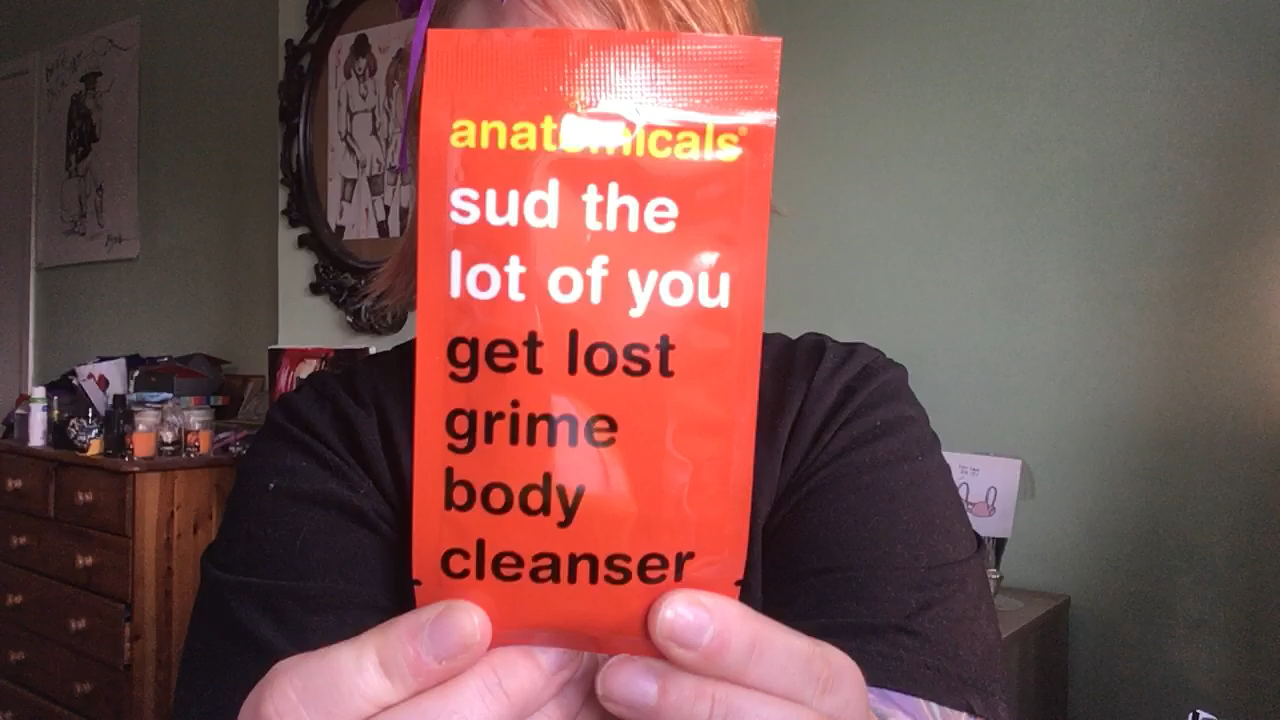 anatomicals®
sud the
lot of you
get lost
grime
body
cleanser